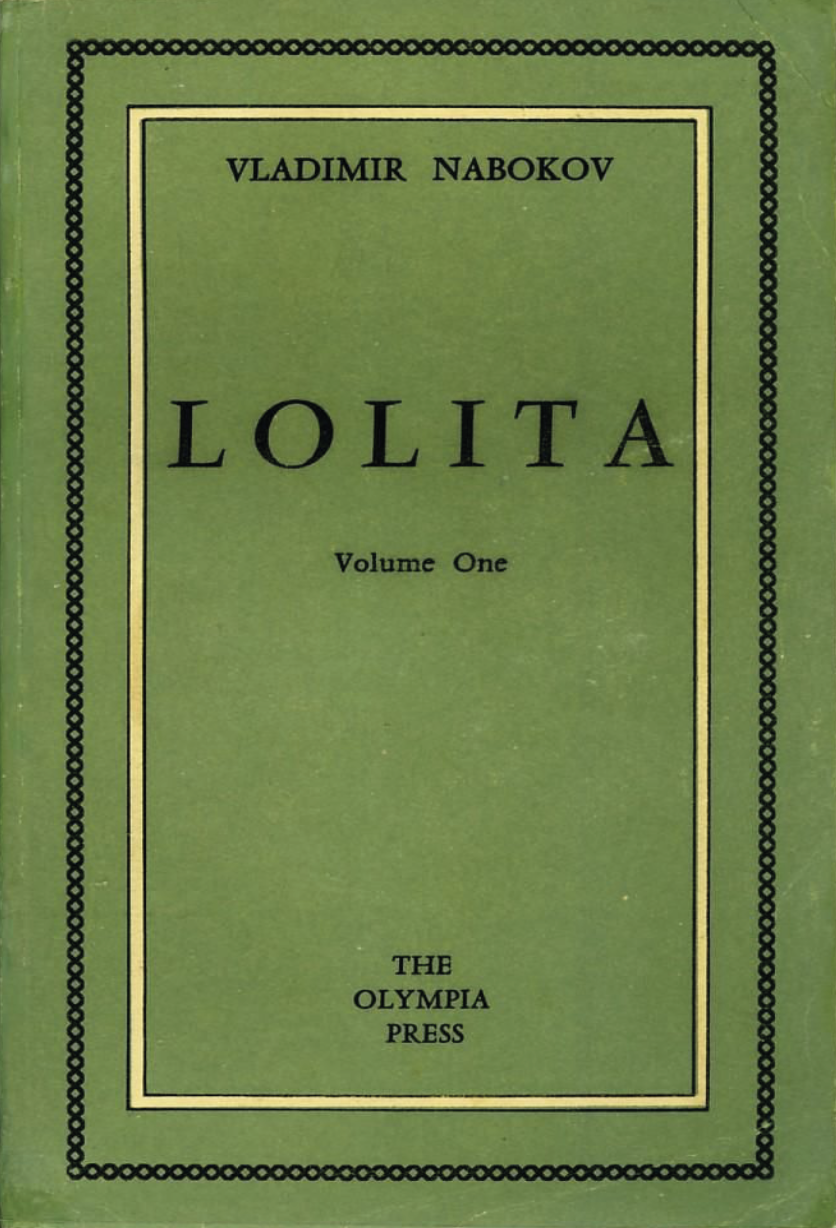 VLADIMIR NABOKOV
LOLITA
Volume One
THE
OLYMPIA
PRESS